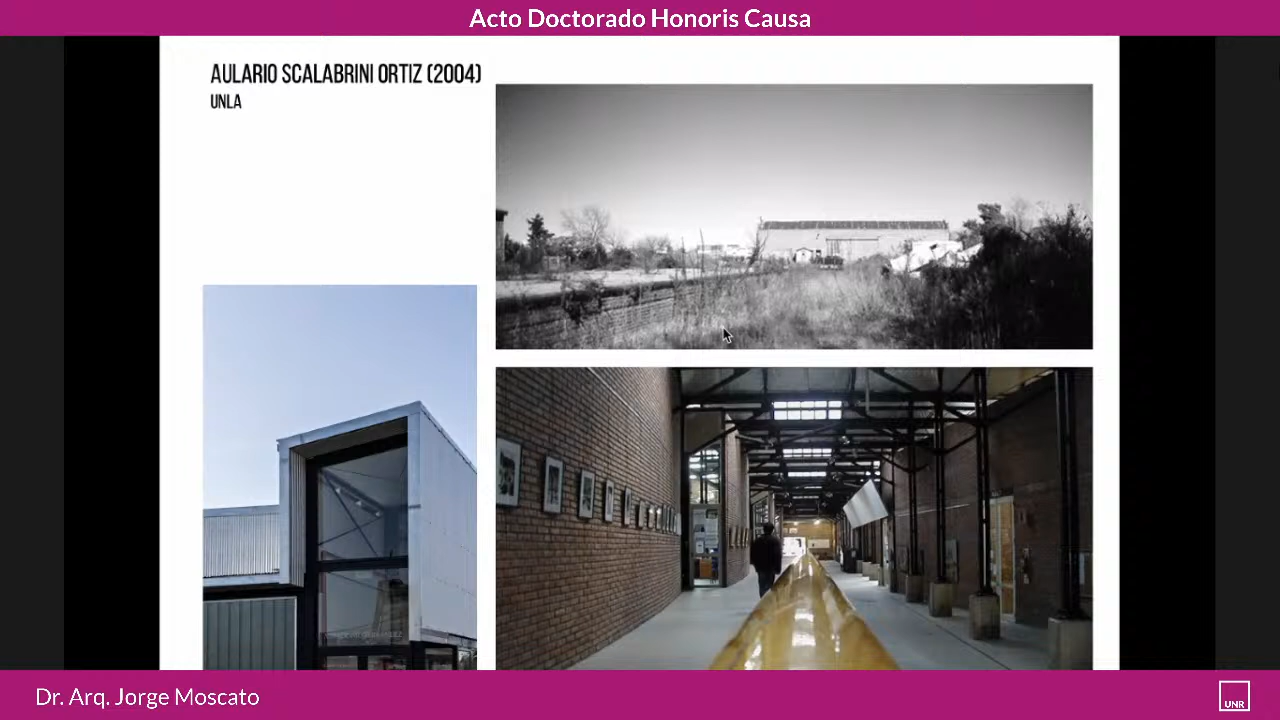 Acto Doctorado Honoris Causa
AULARIO SCALABRINI ORTIZ (2004)
UNLA
Dr. Arq. Jorge Moscato
UNR